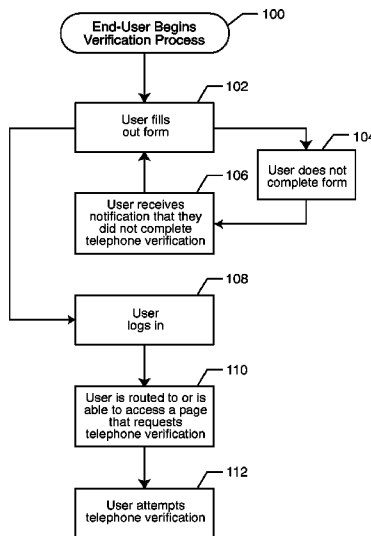 End-User Begins
Verification Process
100
102
User fills
out form
104
User does not
complete form
106
User receives
notification that they
did not complete
telephone verification
108
User
logs in
110
User is routed to or is
able to access a page
that requests
telephone verification
112
User attempts
telephone verification